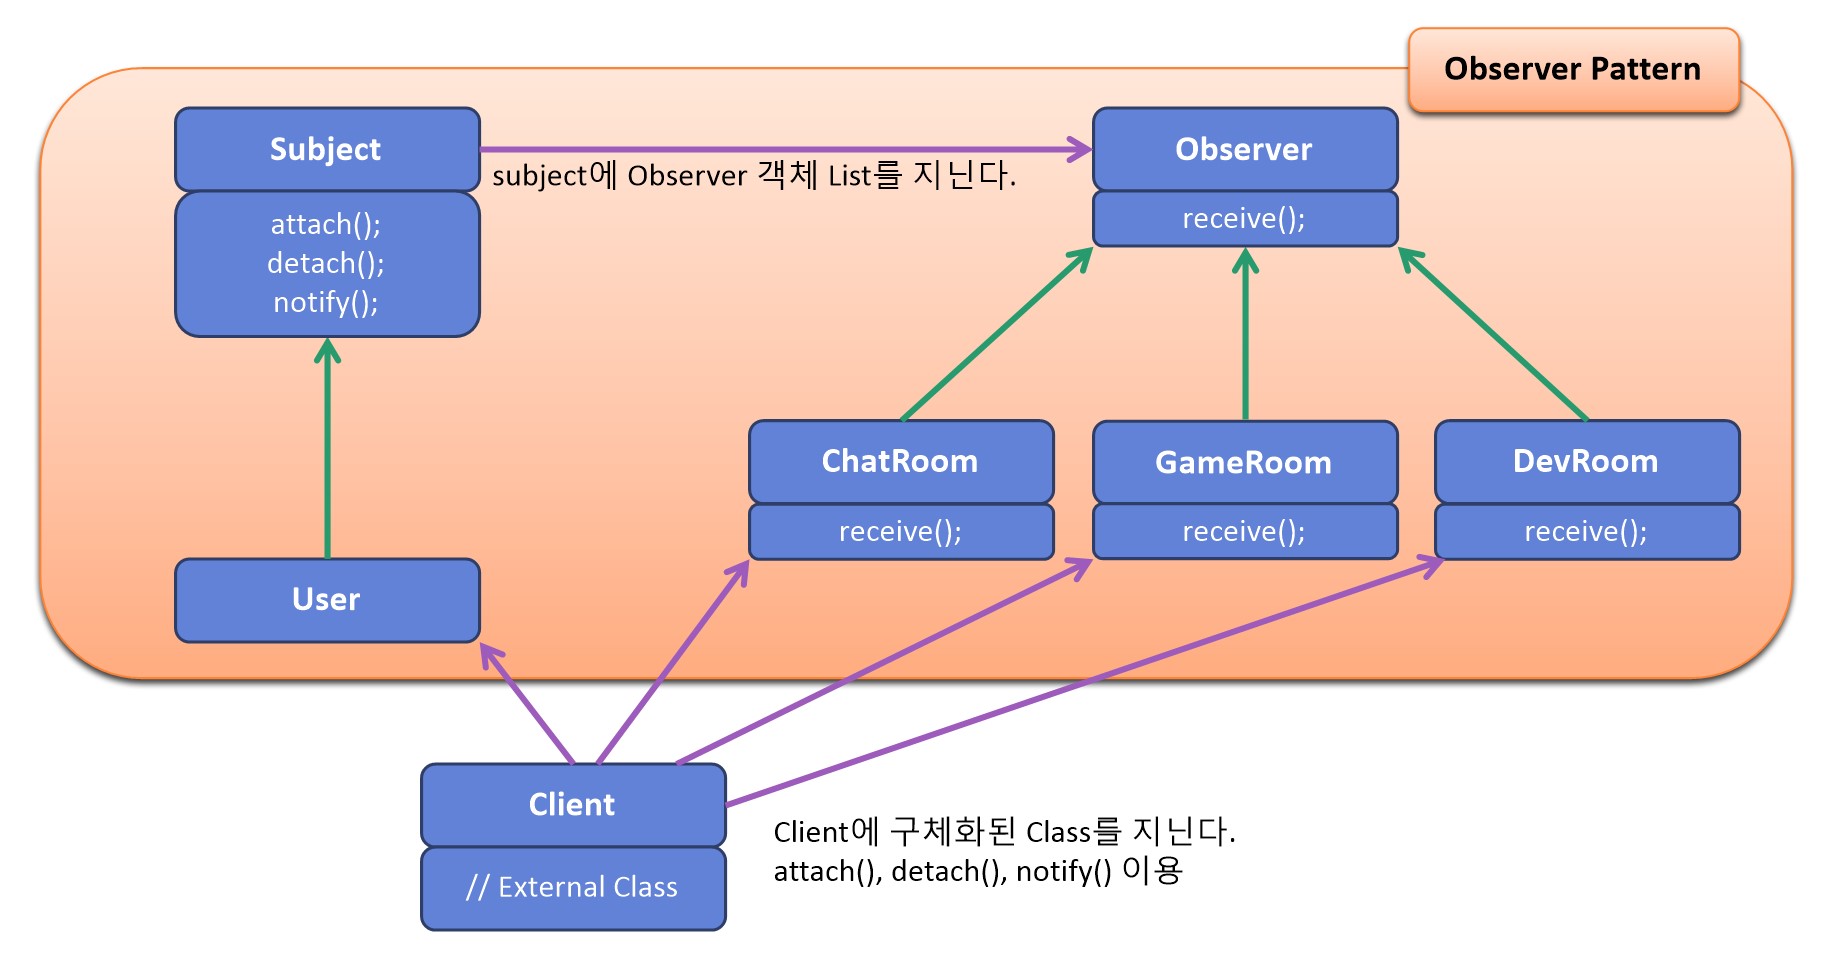 Observer Pattern
Subject
attach();
detach();
notify();
subject에 Observer 객체 List를 지닌다.
Observer
receive();
ChatRoom
receive();
GameRoom
receive();
DevRoom
receive();
User
Client
// External Class
Client에 구체화된 Class를 지닌다.
attach(), detach(), notify() 이용